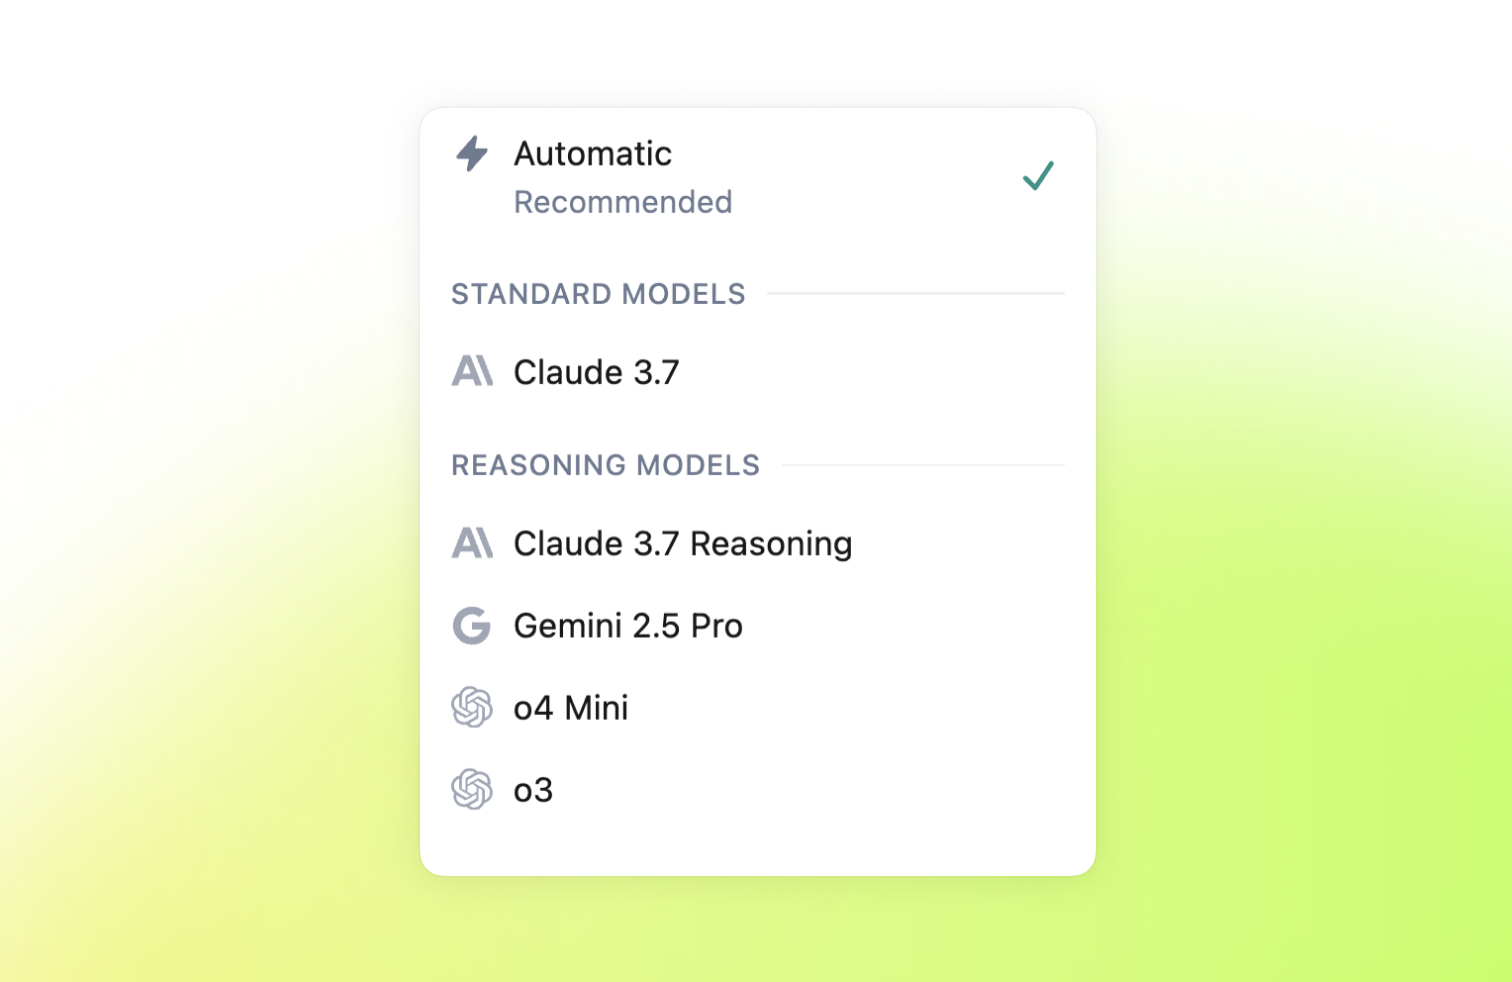 Automatic
Recommended
STANDARD MODELS
Claude 3.7
REASONING MODELS
Claude 3.7 Reasoning
Gemini 2.5 Pro
o4 Mini
o3